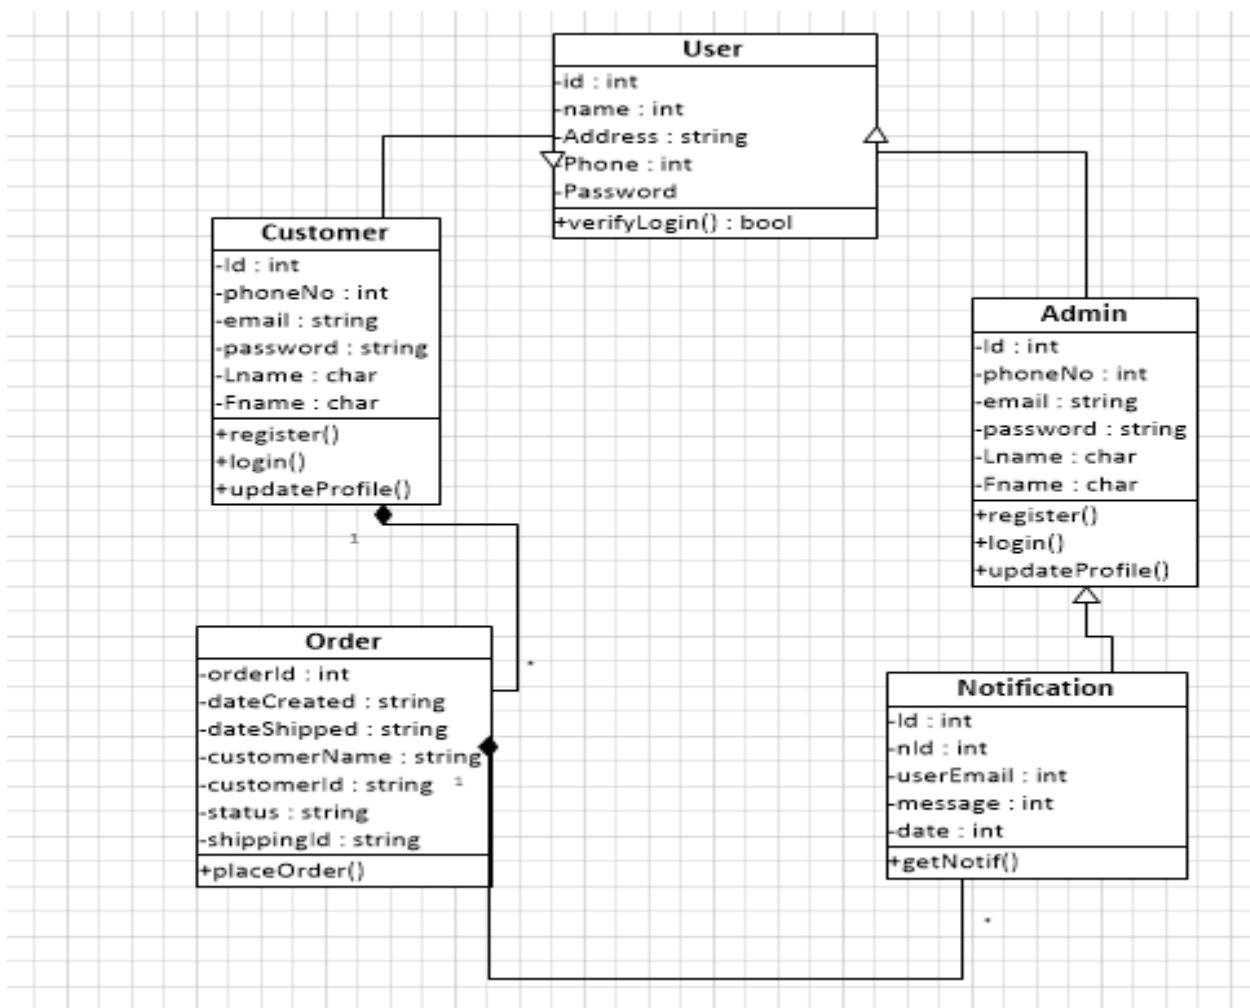 User
-id : int
-name : int
-Address : string
-Phone : int
-Password
+verifyLogin() : bool
Customer
-Id : int
-phoneNo : int
-email : string
-password : string
-Lname : char
-Fname : char
+register()
+login()
+updateProfile()
1
*
Admin
-Id : int
-phoneNo : int
-email : string
-password : string
-Lname : char
-Fname : char
+register()
+login()
+updateProfile()
Order
-orderId : int
-dateCreated : string
-dateShipped : string
-customerName : string
-customerId : string
-status : string
-shippingId : string
+placeOrder()
1
Notification
-Id : int
-nId : int
-userEmail : int
-message : int
-date : int
+getNotif()
*